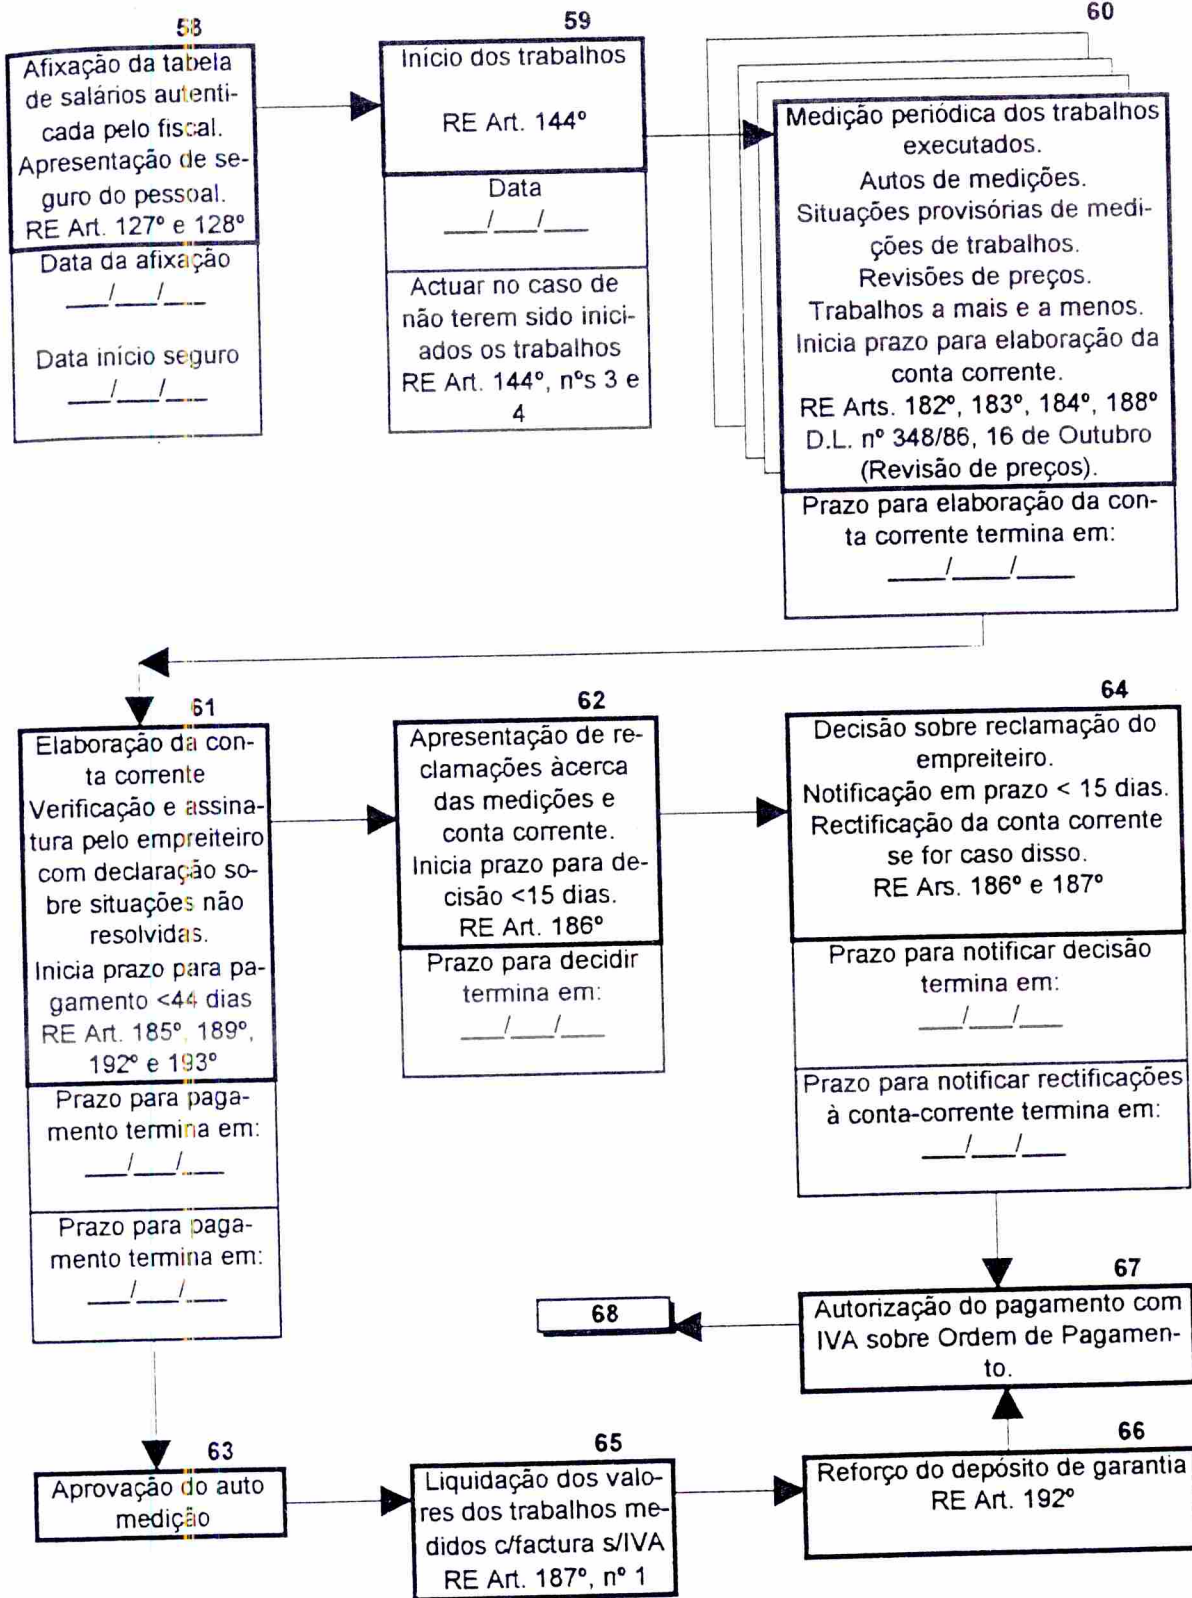 58
Afixação da tabela
de salários autenti-
cada pelo fiscal.
Apresentação de se-
guro do pessoal.
RE Art. 127º e 128º
Data da afixação
___/___/___
Data início seguro
___/___/___
59
Início dos trabalhos
RE Art. 144º
Data
___/___/___
Actuar no caso de
não terem sido inici-
ados os trabalhos
RE Art. 144º, nºs 3 e
4
60
Medição periódica dos trabalhos
executados.
Autos de medições.
Situações provisórias de medi-
ções de trabalhos.
Revisões de preços.
Trabalhos a mais e a menos.
Inicia prazo para elaboração da
conta corrente.
RE Arts. 182º, 183º, 184º, 188º
D.L. nº 348/86, 16 de Outubro
(Revisão de preços).
Prazo para elaboração da con-
ta corrente termina em:
___/___/___
61
Elaboração da con-
ta corrente
Verificação e assina-
tura pelo empreiteiro
com declaração so-
bre situações não
resolvidas.
Inicia prazo para pa-
gamento <44 dias
RE Art. 185º, 189º,
192º e 193º
Prazo para paga-
mento termina em:
___/___/___
Prazo para paga-
mento termina em:
___/___/___
62
Apresentação de re-
clamações àcerca
das medições e
conta corrente.
Inicia prazo para de-
cisão <15 dias.
RE Art. 186º
Prazo para decidir
termina em:
___/___/___
64
Decisão sobre reclamação do
empreiteiro.
Notificação em prazo < 15 dias.
Rectificação da conta corrente
se for caso disso.
RE Ars. 186º e 187º
Prazo para notificar decisão
termina em:
___/___/___
Prazo para notificar rectificações
à conta-corrente termina em:
___/___/___
67
Autorização do pagamento com
IVA sobre Ordem de Pagamen-
to.
68
63
Aprovação do auto
medição
65
Liquidação dos valo-
res dos trabalhos me-
didos c/factura s/IVA
RE Art. 187º, nº 1
66
Reforço do depósito de garantia
RE Art. 192º